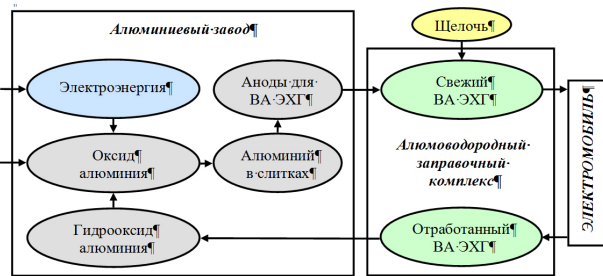 Алюминиевый·завод¶
Щелочь¶
Электроэнергия¶
Аноды·для·
ВА·ЭХГ¶
Свежий¶
ВА·ЭХГ¶
Оксид¶
алюминия¶
Алюминий¶
в·слитках¶
Алюмоводородный·
заправочный·
комплекс¶
ЭЛЕКТРОМОБИЛЬ¶
Гидрооксид¶
алюминия¶
Отработанный¶
ВА·ЭХГ¶